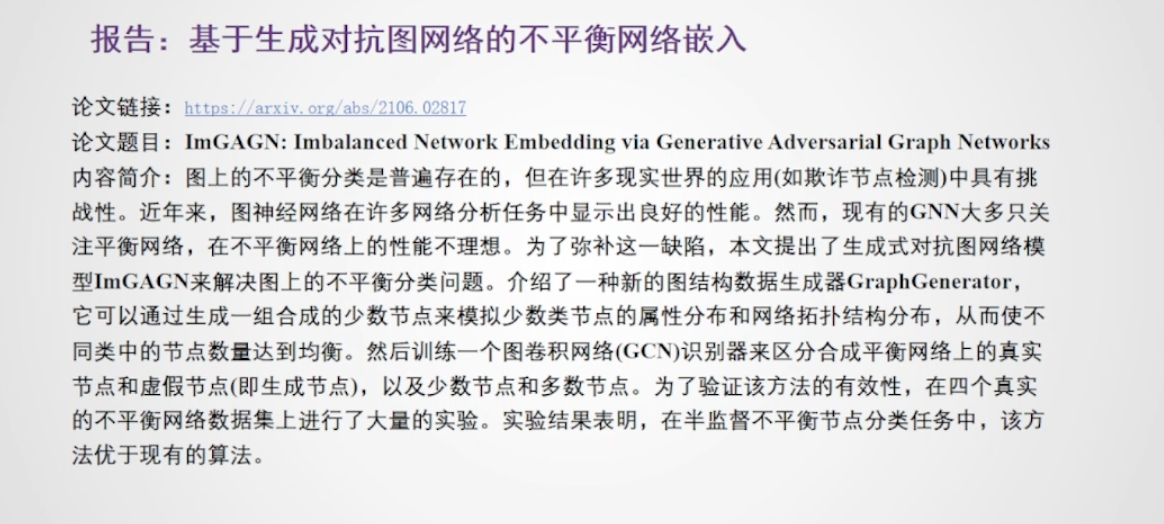 报告：基于生成对抗图网络的不平衡网络嵌入
论文链接：https://arxiv.org/abs/2106.02817
论文题目：ImGAGN: Imbalanced Network Embedding via Generative Adversarial Graph Networks
内容简介：图上的不平衡分类是普遍存在的，但在许多现实世界的应用(如欺诈节点检测)中具有挑
战性。近年来，图神经网络在许多网络分析任务中显示出良好的性能。然而，现有的GNN大多只关
注平衡网络，在不平衡网络上的性能不理想。为了弥补这一缺陷，本文提出了生成式对抗图网络模
型ImGAGN来解决图上的不平衡分类问题。介绍了一种新的图结构数据生成器GraphGenerator，
它可以通过生成一组合成的少数节点来模拟少数类节点的属性分布和网络拓扑结构分布，从而使不
同类中的节点数量达到均衡。然后训练一个图卷积网络(GCN)识别器来区分合成平衡网络上的真实
节点和虚假节点(即生成节点)，以及少数节点和多数节点。为了验证该方法的有效性，在四个真实
的不平衡网络数据集上进行了大量的实验。实验结果表明，在半监督不平衡节点分类任务中，该方
法优于现有的算法。